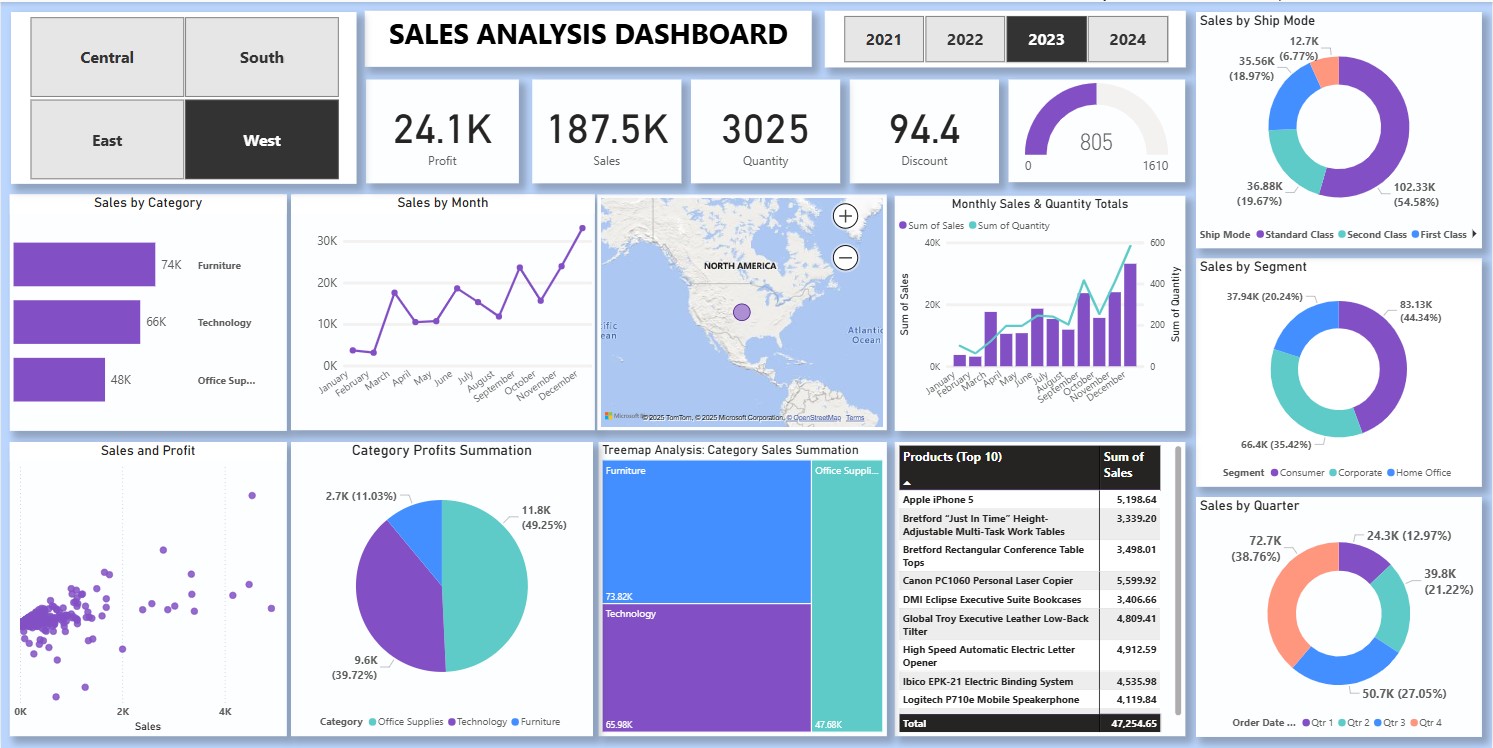 Central
South
East
West
SALES ANALYSIS DASHBOARD
2021
2022
2023
2024
24.1K
Profit
187.5K
Sales
3025
Quantity
94.4
Discount
805
0
1610
Sales by Ship Mode
12.7K
(6.77%)
35.56K
(18.97%)
36.88K
(19.67%)
102.33K
(54.58%)
Ship Mode
Standard Class
Second Class
First Class
Sales by Category
74K
Furniture
66K
Technology
48K
Office Sup...
Sales by Month
30K
20K
10K
0K
January
February
March
April
May
June
July
August
September
October
November
December
NORTH AMERICA
Atlantic
Ocean
© 2025 TomTom, © 2025 Microsoft Corporation, © OpenStreetMap Terms
Monthly Sales & Quantity Totals
Sum of Sales
Sum of Quantity
40K
20K
0K
Sum of Sales
600
400
200
0
Sum of Quantity
January
February
March
April
May
June
July
August
September
October
November
December
Sales by Segment
37.94K (20.24%)
83.13K
(44.34%)
66.4K (35.42%)
Segment
Consumer
Corporate
Home Office
Sales and Profit
0K
2K
4K
Sales
Category Profits Summation
2.7K (11.03%)
11.8K
(49.25%)
9.6K
(39.72%)
Category
Office Supplies
Technology
Furniture
Treemap Analysis: Category Sales Summation
Furniture
73.82K
Technology
65.98K
Office Suppli...
47.68K
Products (Top 10)
Sum of
Sales
Apple iPhone 5
5,198.64
Bretford “Just In Time” Height-
Adjustable Multi-Task Work Tables
3,339.20
Bretford Rectangular Conference Table
Tops
3,498.01
Canon PC1060 Personal Laser Copier
5,599.92
DMI Eclipse Executive Suite Bookcases
3,406.66
Global Troy Executive Leather Low-Back
Tilter
4,809.41
High Speed Automatic Electric Letter
Opener
4,912.59
Ibico EPK-21 Electric Binding System
4,535.98
Logitech P710e Mobile Speakerphone
4,119.84
Total
47,254.65
Sales by Quarter
72.7K
(38.76%)
24.3K (12.97%)
39.8K
(21.22%)
50.7K (27.05%)
Order Date ...
Qtr 1
Qtr 2
Qtr 3
Qtr 4